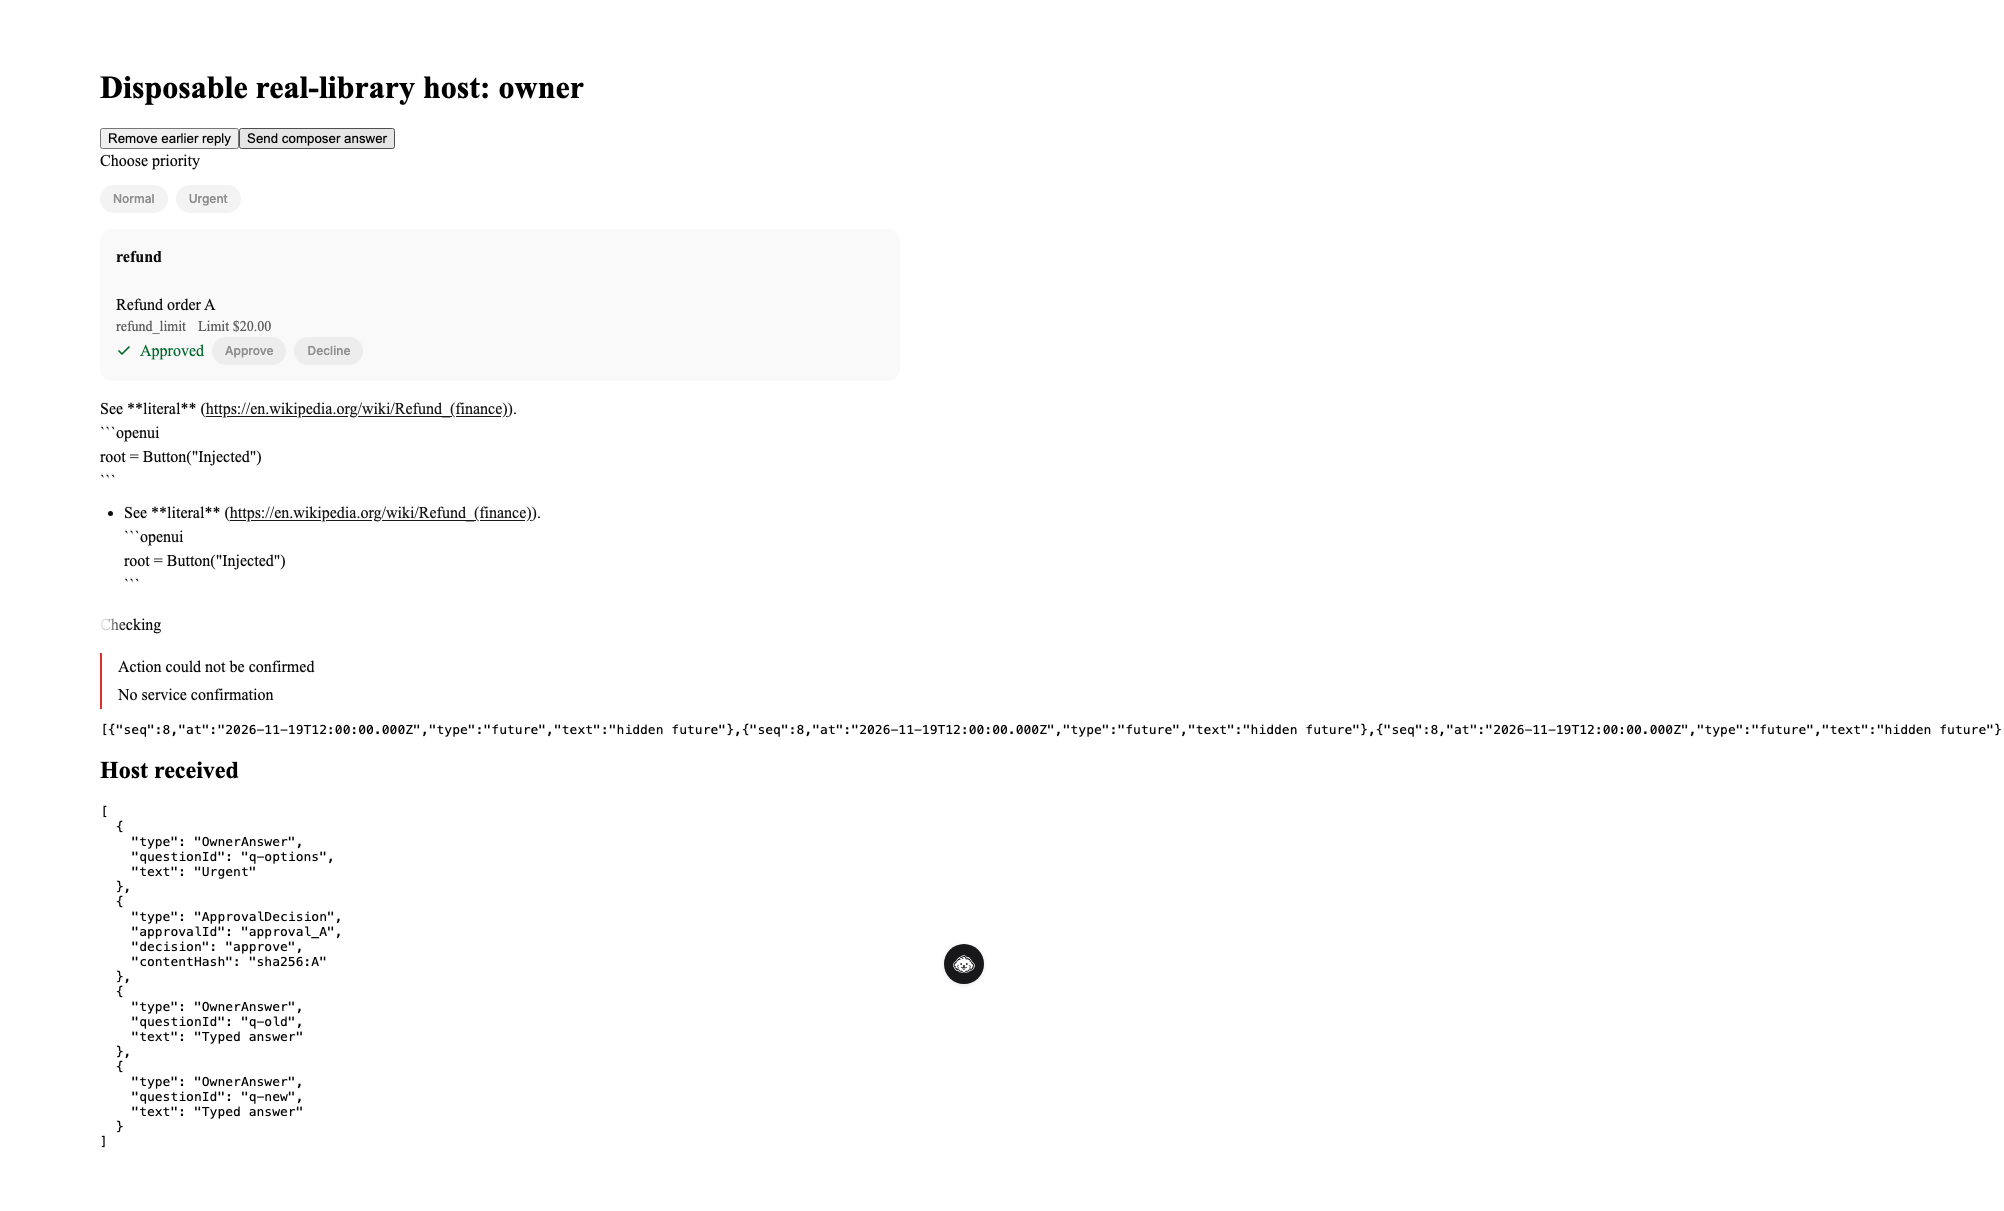 Disposable real-library host: owner
Remove earlier reply Send composer answer
Choose priority
Normal Urgent
refund
Refund order A
refund_limit Limit $20.00
Approved Approve Decline
See **literal** (https://en.wikipedia.org/wiki/Refund_(finance)).
```openui
root = Button("Injected")
```
• See **literal** (https://en.wikipedia.org/wiki/Refund_(finance)).
```openui
root = Button("Injected")
```
Checking
Action could not be confirmed
No service confirmation
[{"seq":8,"at":"2026-11-19T12:00:00.000Z","type":"future","text":"hidden future"},{"seq":8,"at":"2026-11-19T12:00:00.000Z","type":"future","text":"hidden future"},{"seq":8,"at":"2026-11-19T12:00:00.000Z","type":"future","text":"hidden future"}
Host received
[
  {
    "type": "OwnerAnswer",
    "questionId": "q-options",
    "text": "Urgent"
  },
  {
    "type": "ApprovalDecision",
    "approvalId": "approval_A",
    "decision": "approve",
    "contentHash": "sha256:A"
  },
  {
    "type": "OwnerAnswer",
    "questionId": "q-old",
    "text": "Typed answer"
  },
  {
    "type": "OwnerAnswer",
    "questionId": "q-new",
    "text": "Typed answer"
  }
]